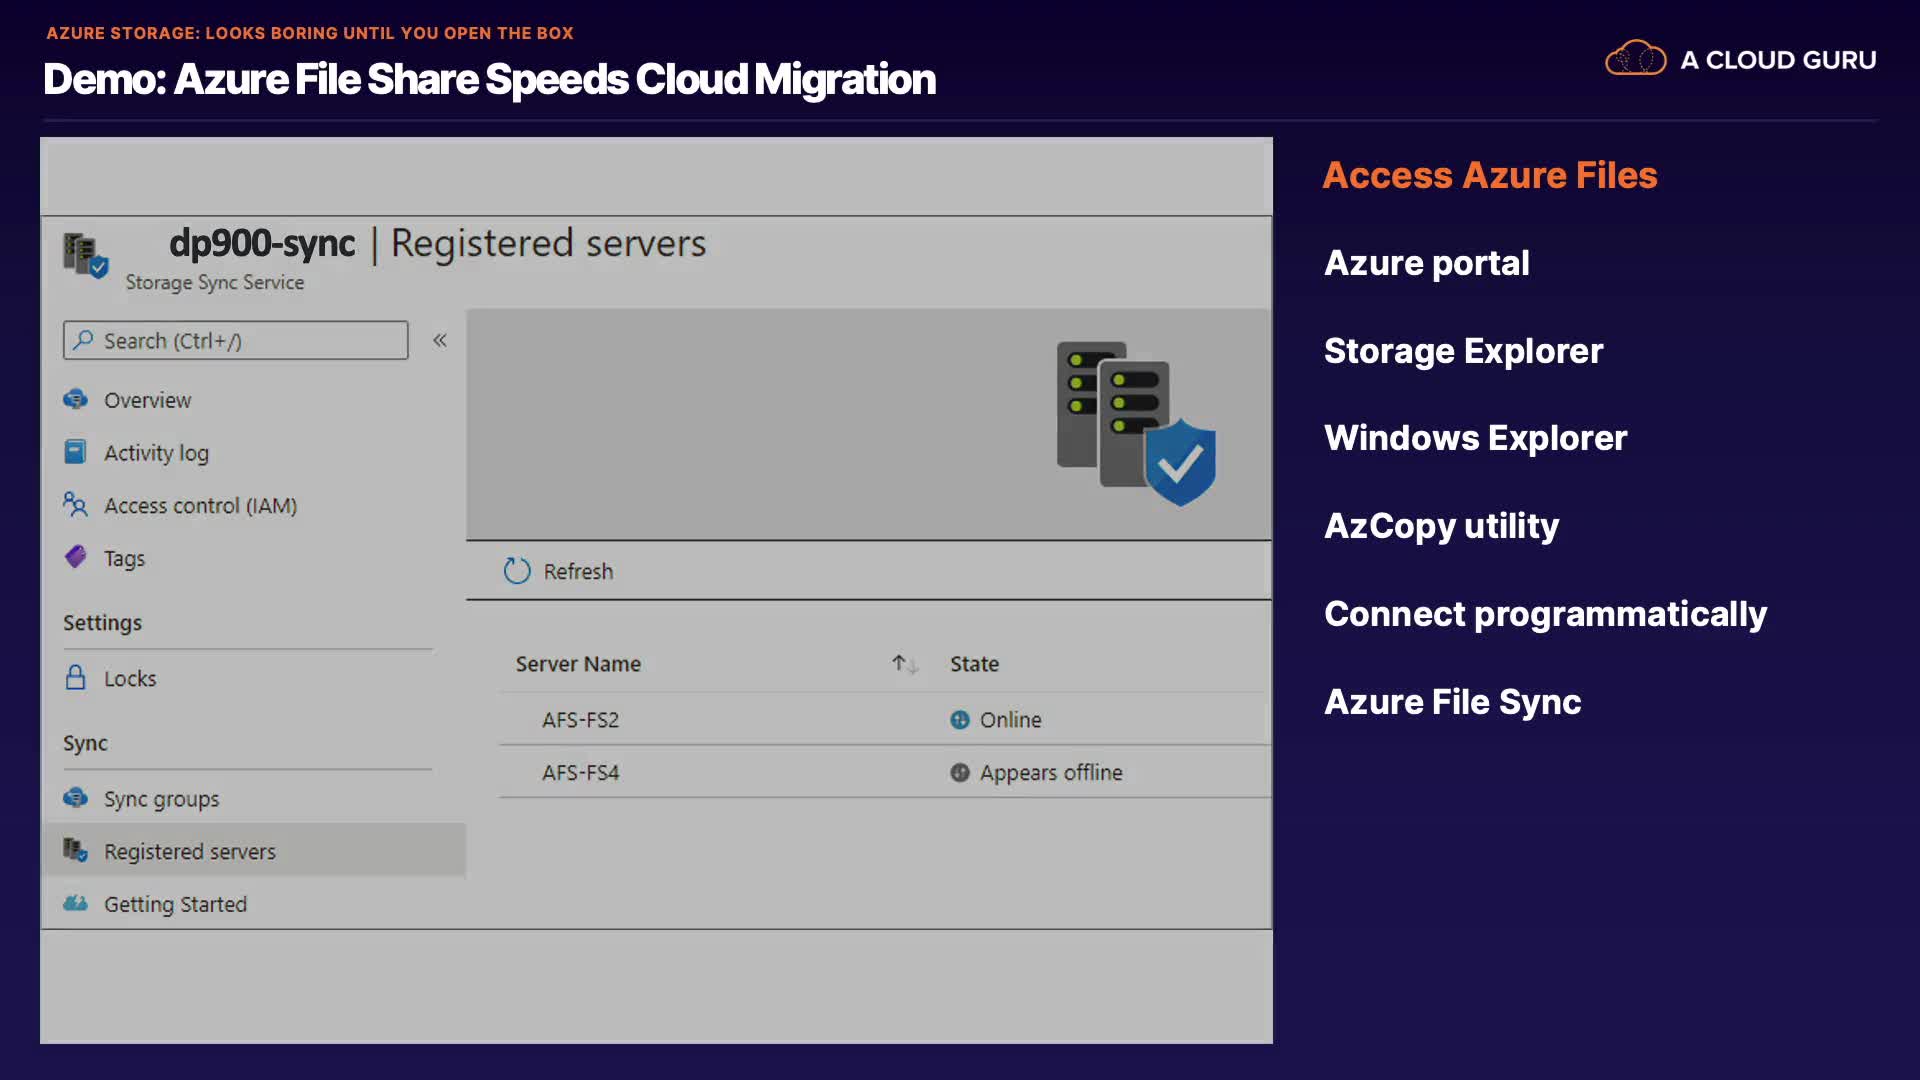 AZURE STORAGE: LOOKS BORING UNTIL YOU OPEN THE BOX
Demo: Azure File Share Speeds Cloud Migration
A CLOUD GURU
dp900-sync | Registered servers
Storage Sync Service
Search (Ctrl+/)
«
Overview
Activity log
Access control (IAM)
Tags
Settings
Locks
Sync
Sync groups
Registered servers
Getting Started
Refresh
Server Name ↑↓ State
AFS-FS2 Online
AFS-FS4 Appears offline
Access Azure Files
Azure portal
Storage Explorer
Windows Explorer
AzCopy utility
Connect programmatically
Azure File Sync